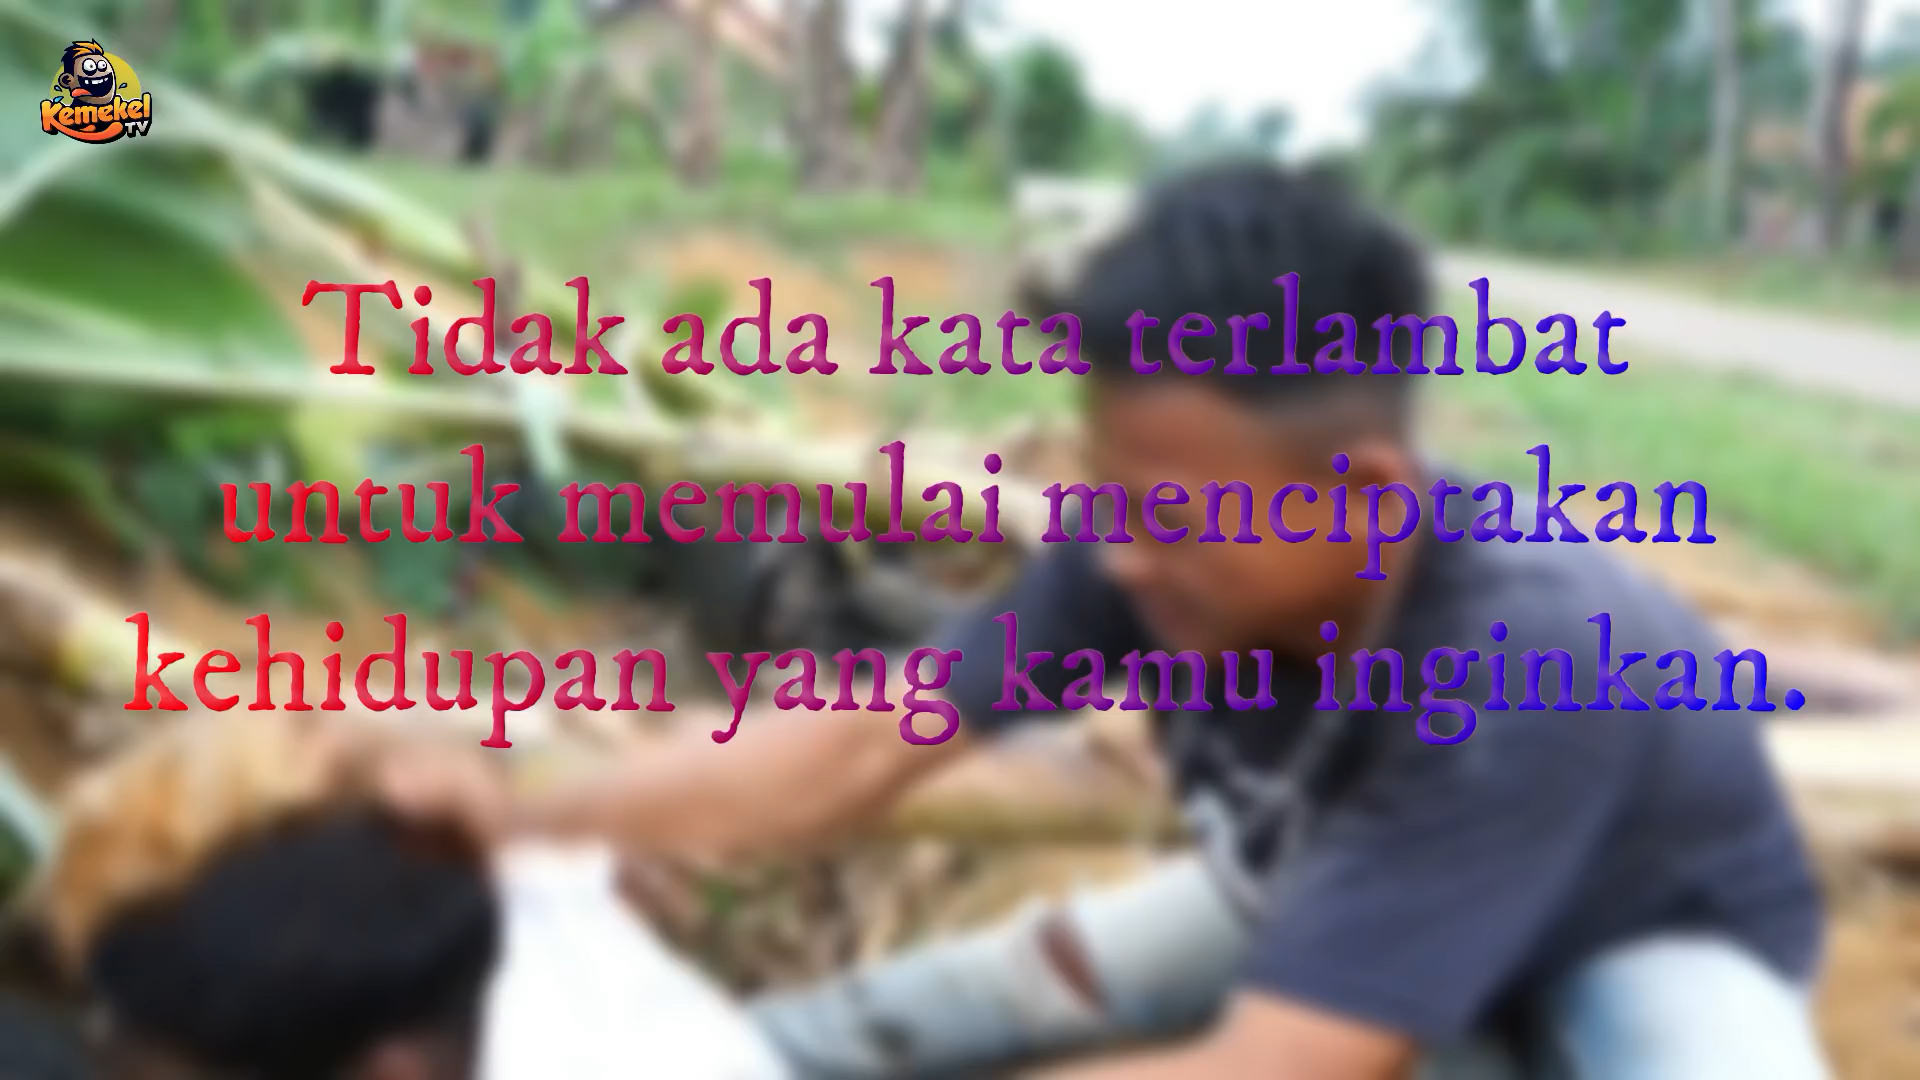 Kemekel
TV
Tidak ada kata terlambat
untuk memulai menciptakan
kehidupan yang kamu inginkan.